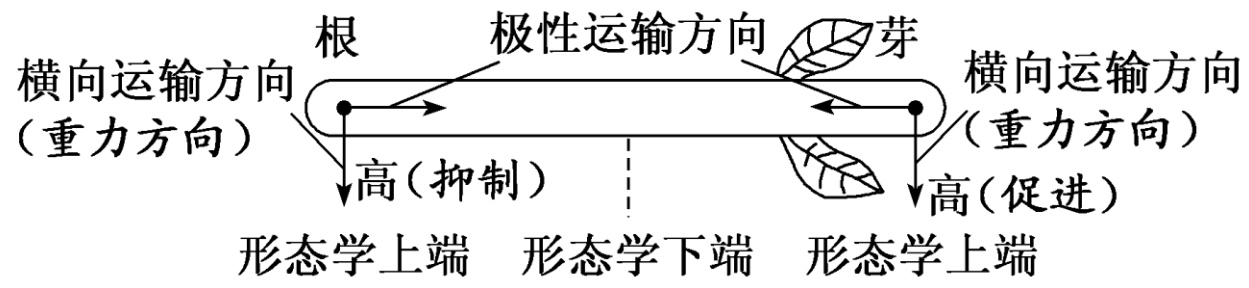 根
极性运输方向
芽
横向运输方向
(重力方向)
横向运输方向
(重力方向)
高(抑制)
高(促进)
形态学上端
形态学下端
形态学上端